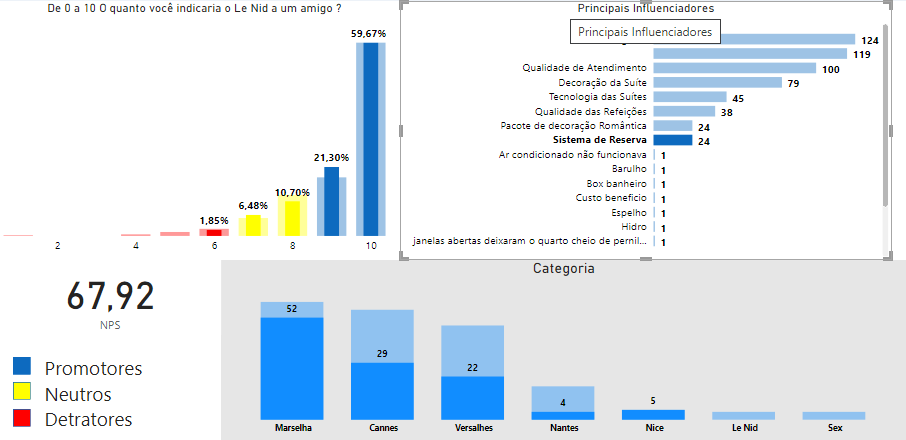 De 0 a 10 O quanto você indicaria o Le Nid a um amigo ?
59,67%
21,30%
10,70%
6,48%
1,85%
2 4 6 8 10
Principais Influenciadores
Principais Influenciadores
124
119
Qualidade de Atendimento 100
Decoração da Suíte 79
Tecnologia das Suítes 45
Qualidade das Refeições 38
Pacote de decoração Romântica 24
Sistema de Reserva 24
Ar condicionado não funcionava 1
Barulho 1
Box banheiro 1
Custo benefício 1
Espelho 1
Hidro 1
janelas abertas deixaram o quarto cheio de pernil... 1
67,92
NPS
Promotores
Neutros
Detratores
Categoria
52
29
22
4
5
Marselha Cannes Versalhes Nantes Nice Le Nid Sex